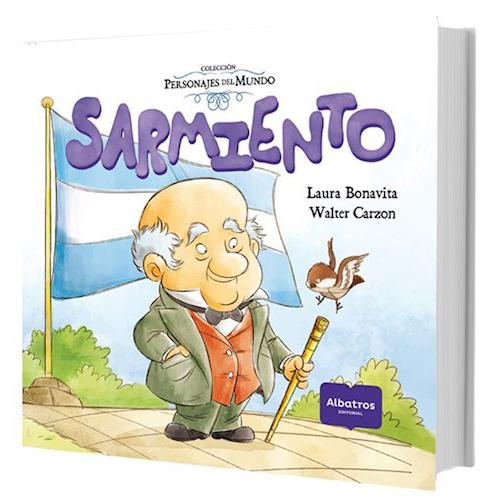 COLECCIÓN
PERSONAJES DEL MUNDO
SARMIENTO
Laura Bonavita
Walter Carzon
Albatros
EDITORIAL